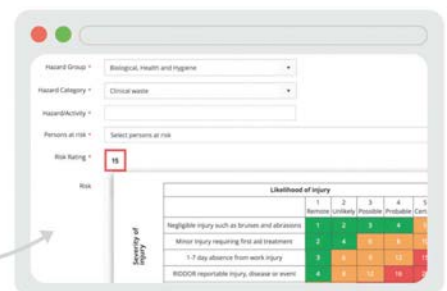 Hazard Group * Biological, Health and Hygiene
Hazard Category * Clinical waste
Hazard/Activity *
Persons at risk * Select persons at risk
Risk Rating * 15
Risk
Likelihood of injury
1 2 3 4 5
Remote Unlikely Possible Probable Cert
Severity of injury
Negligible injury such as bruises and abrasions 1 2 3 4
Minor injury requiring first aid treatment 2 4 6 8
1-7 day absence from work injury 3 6 9 12
RIDDOR reportable injury, disease or event 4 8 12 16